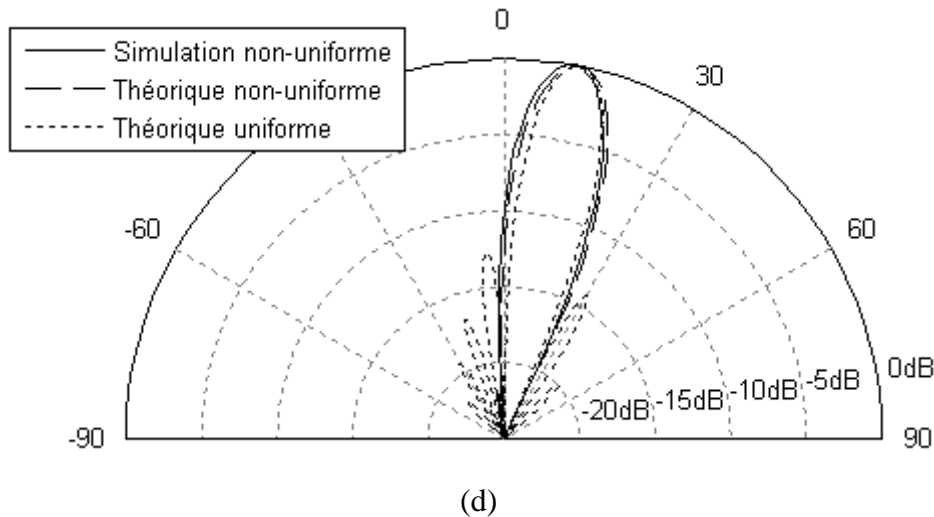 0
Simulation non-uniforme
Théorique non-uniforme
Théorique uniforme
30
-60
60
-90
-20dB
-15dB
-10dB
-5dB
0dB
90
(d)